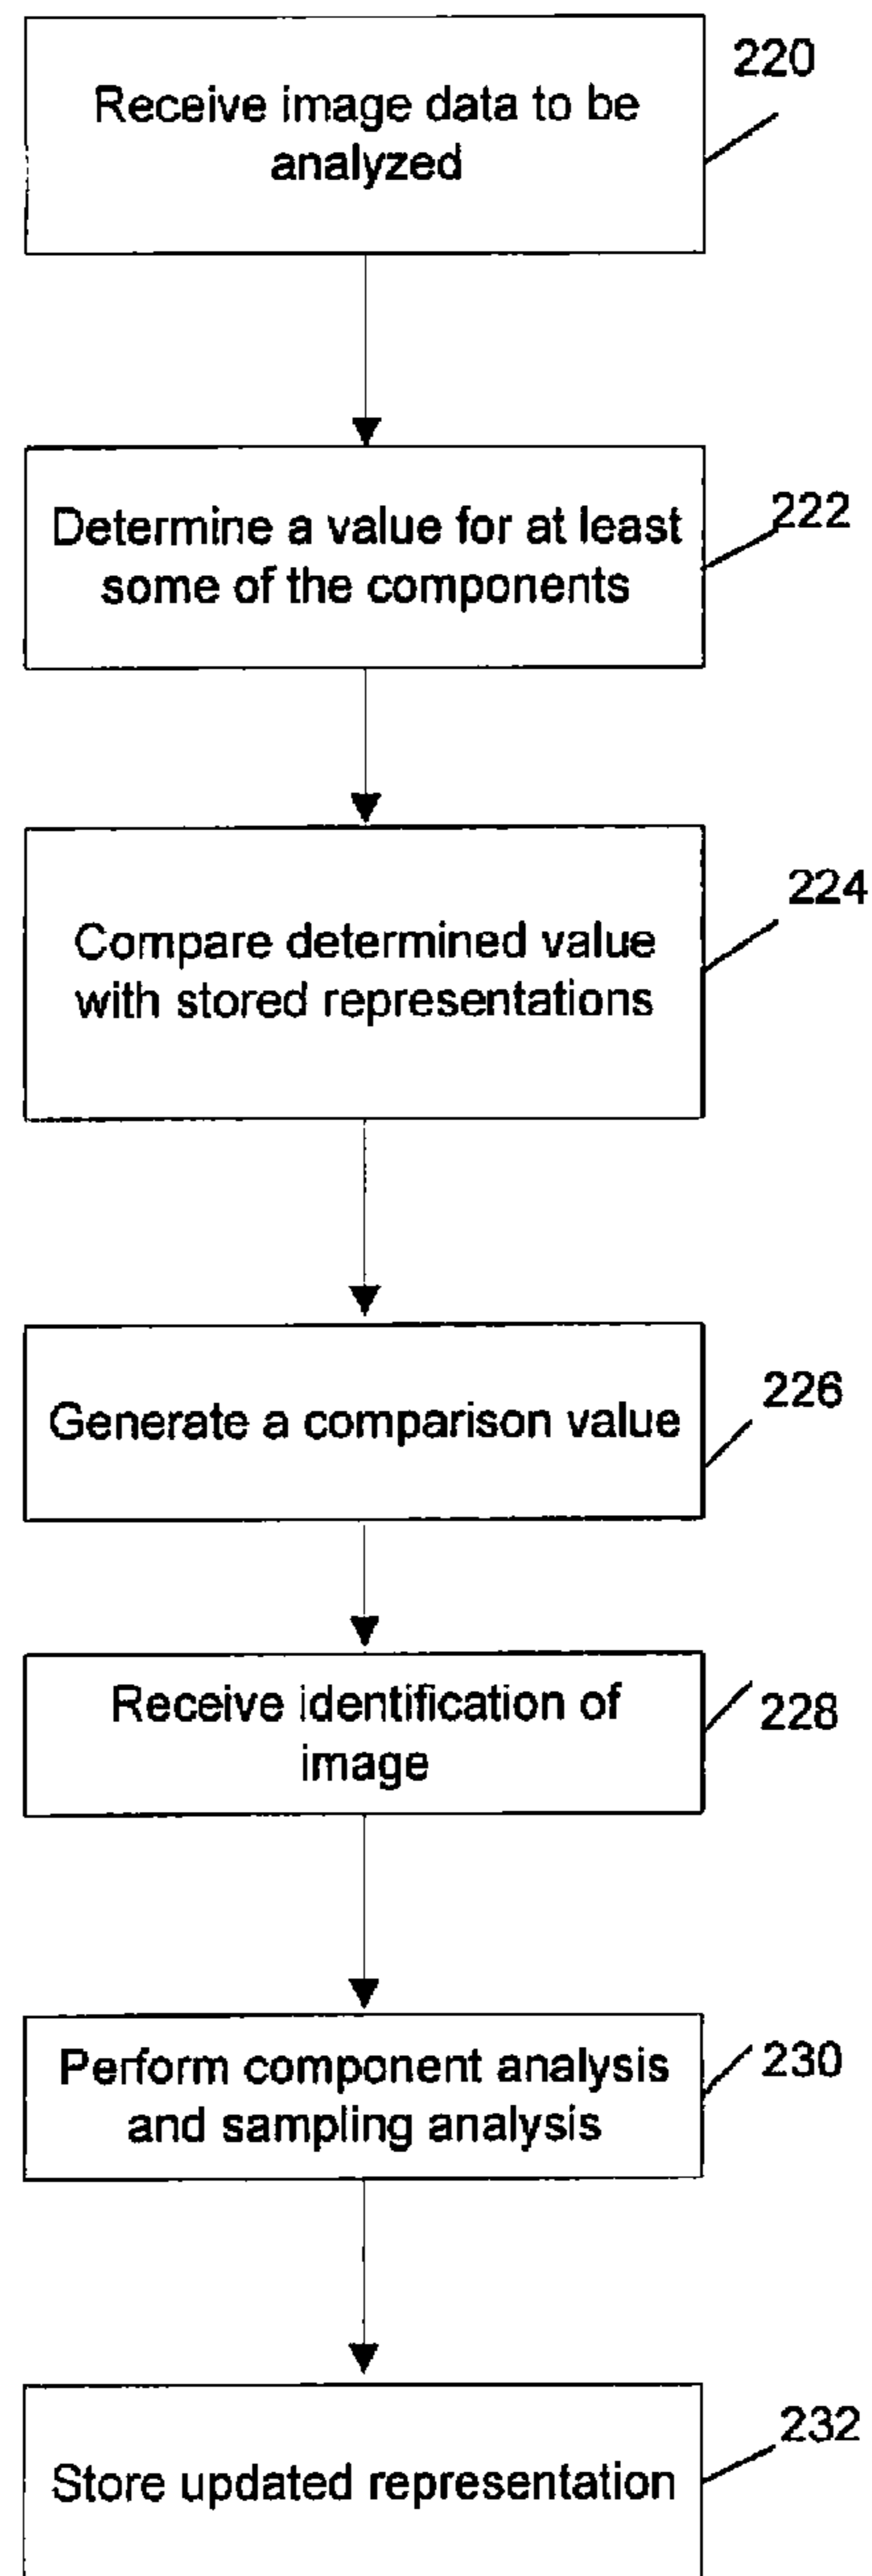 220
Receive image data to be
analyzed
222
Determine a value for at least
some of the components
224
Compare determined value
with stored representations
226
Generate a comparison value
228
Receive identification of
image
230
Perform component analysis
and sampling analysis
232
Store updated representation